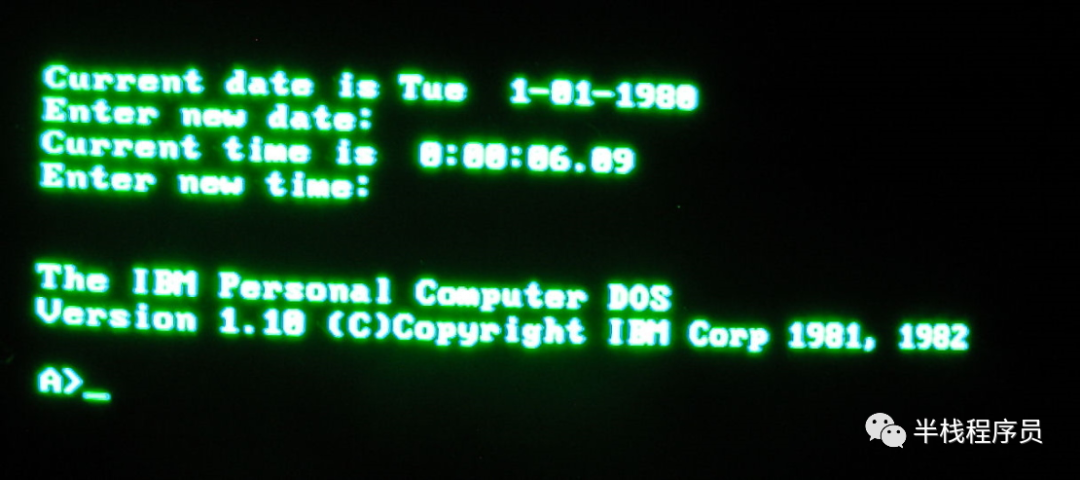 Current date is Tue  1-01-1980
Enter new date:
Current time is  0:00:06.09
Enter new time:
The IBM Personal Computer DOS
Version 1.10 (C)Copyright IBM Corp 1981, 1982
A>_
半栈程序员